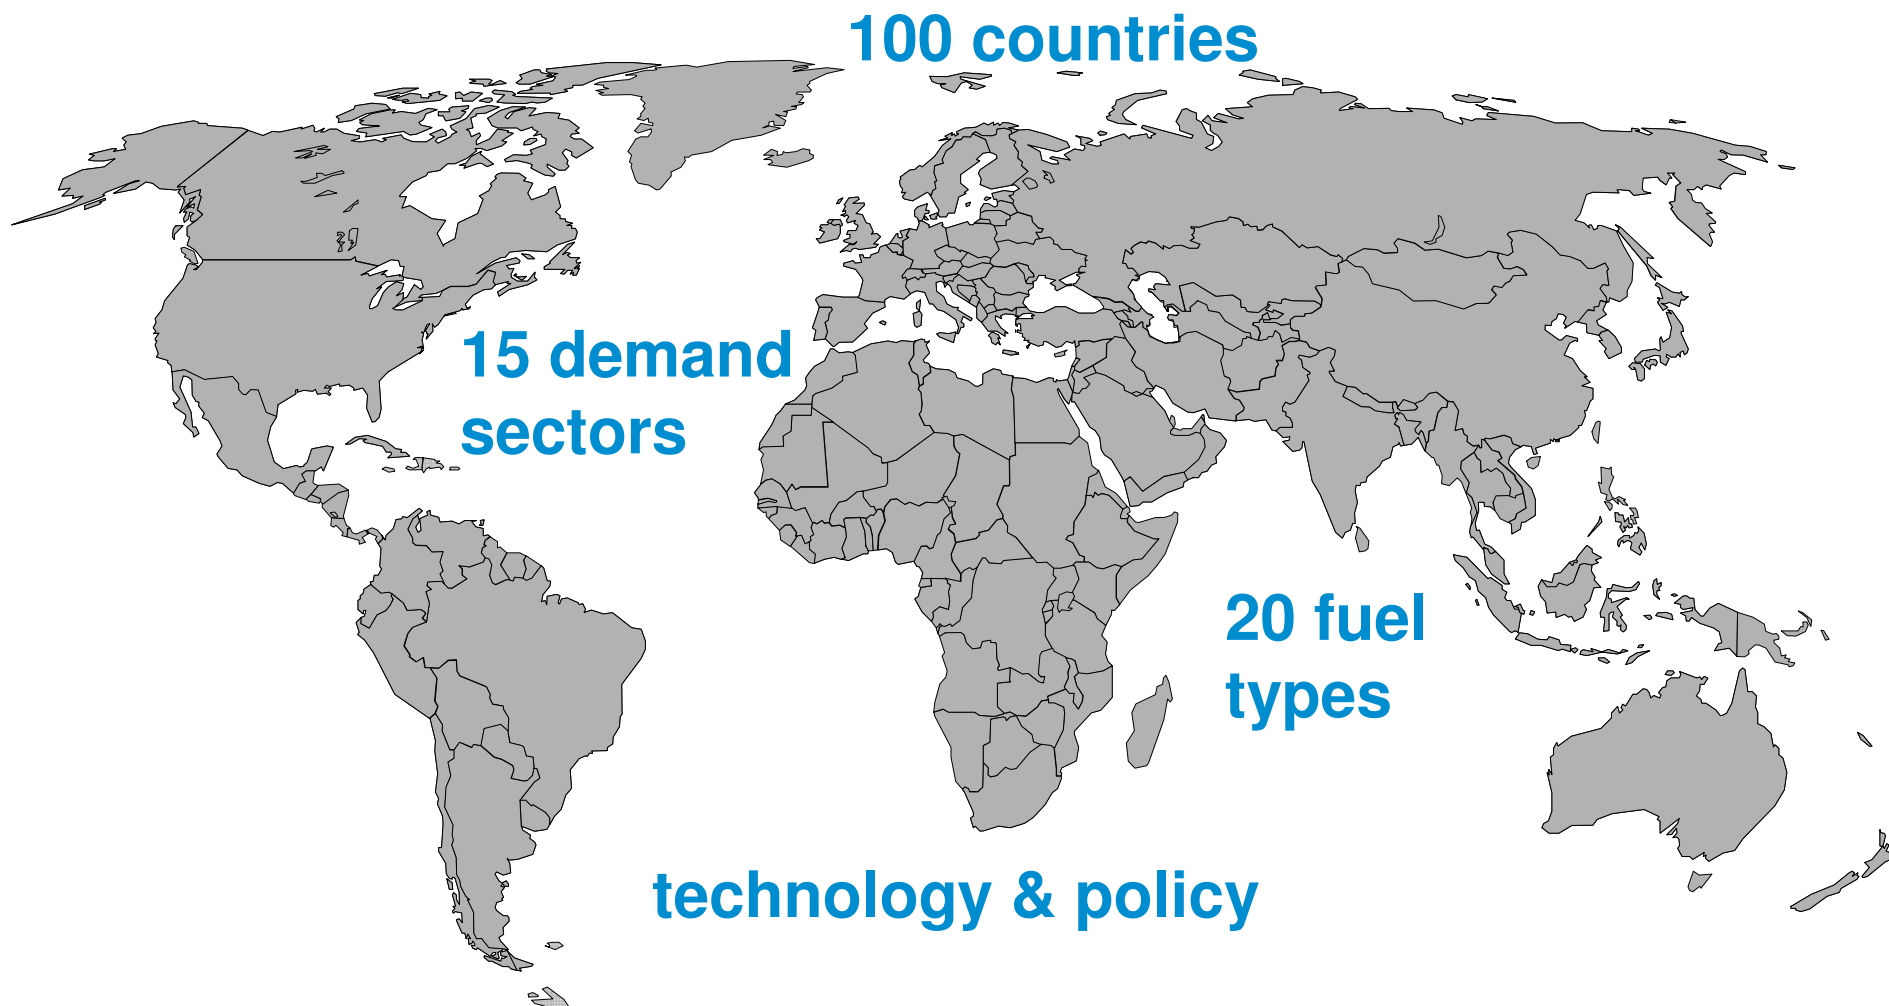 100 countries
15 demand
sectors
20 fuel
types
technology & policy